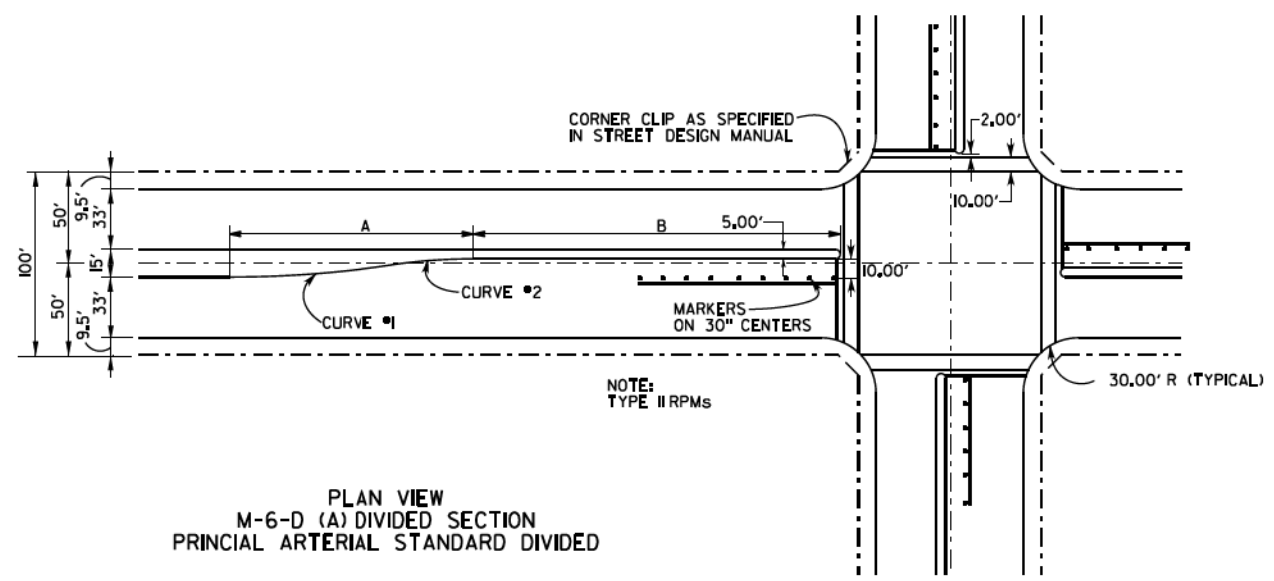 CORNER CLIP AS SPECIFIED
IN STREET DESIGN MANUAL
2.00'
10.00'
100'
50'
50'
9.5'
33'
15'
33'
9.5'
A
B
5.00'
10.00'
CURVE #1
CURVE #2
MARKERS
ON 30" CENTERS
30.00' R (TYPICAL)
NOTE:
TYPE II RPMs
PLAN VIEW
M-6-D (A) DIVIDED SECTION
PRINCIAL ARTERIAL STANDARD DIVIDED